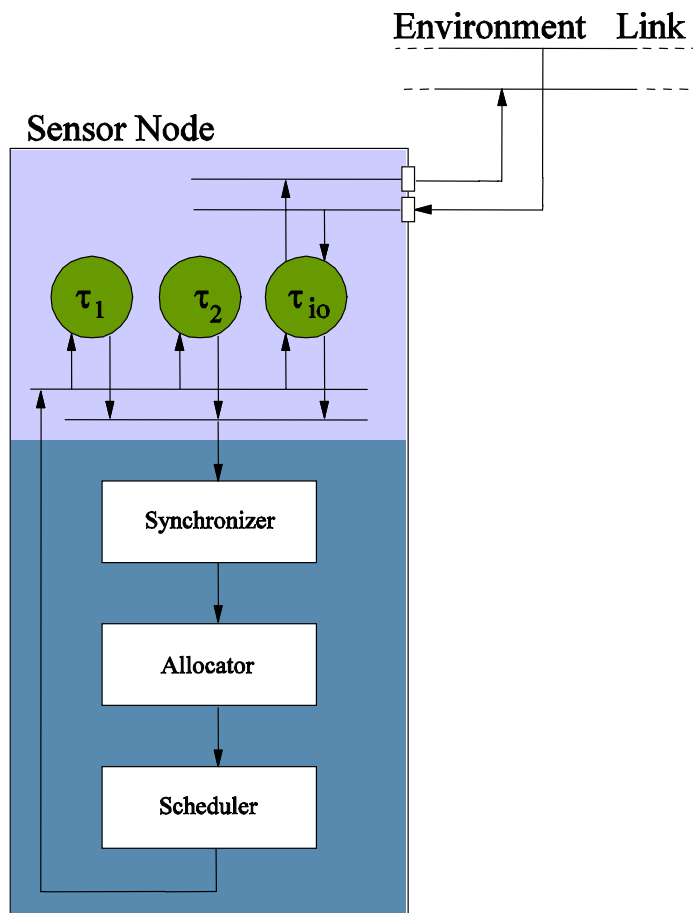 Environment Link
Sensor Node
τ1 τ2 τio
Synchronizer
Allocator
Scheduler